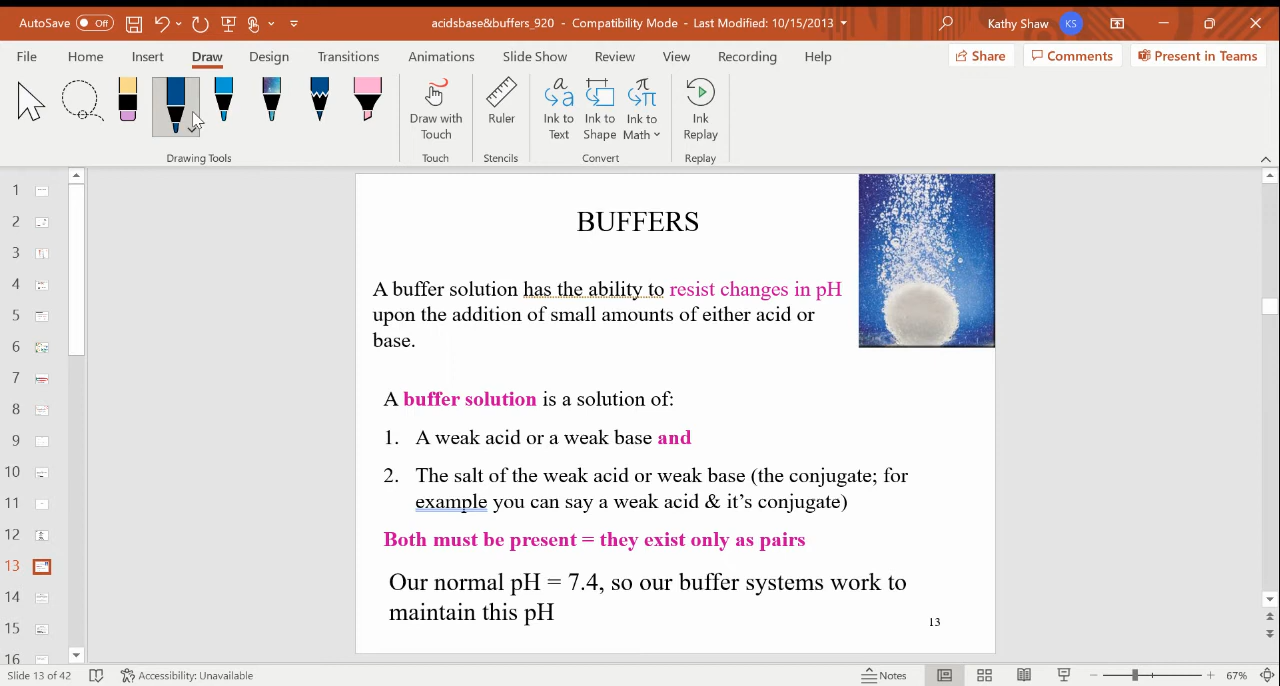 AutoSave Off acidsbase&buffers_920 - Compatibility Mode - Last Modified: 10/15/2013 Kathy Shaw KS
File Home Insert Draw Design Transitions Animations Slide Show Review View Recording Help Share Comments Present in Teams
Draw with Touch
Ruler
Ink to Text
Ink to Shape
Ink to Math
Ink Replay
Drawing Tools Touch Stencils Convert Replay
1
2
3
4
5
6
7
8
9
10
11
12
13
14
15
16
BUFFERS
A buffer solution has the ability to resist changes in pH
upon the addition of small amounts of either acid or
base.
A buffer solution is a solution of:
1. A weak acid or a weak base and
2. The salt of the weak acid or weak base (the conjugate; for
example you can say a weak acid & it’s conjugate)
Both must be present = they exist only as pairs
Our normal pH = 7.4, so our buffer systems work to
maintain this pH
13
Slide 13 of 42 Accessibility: Unavailable Notes 67%